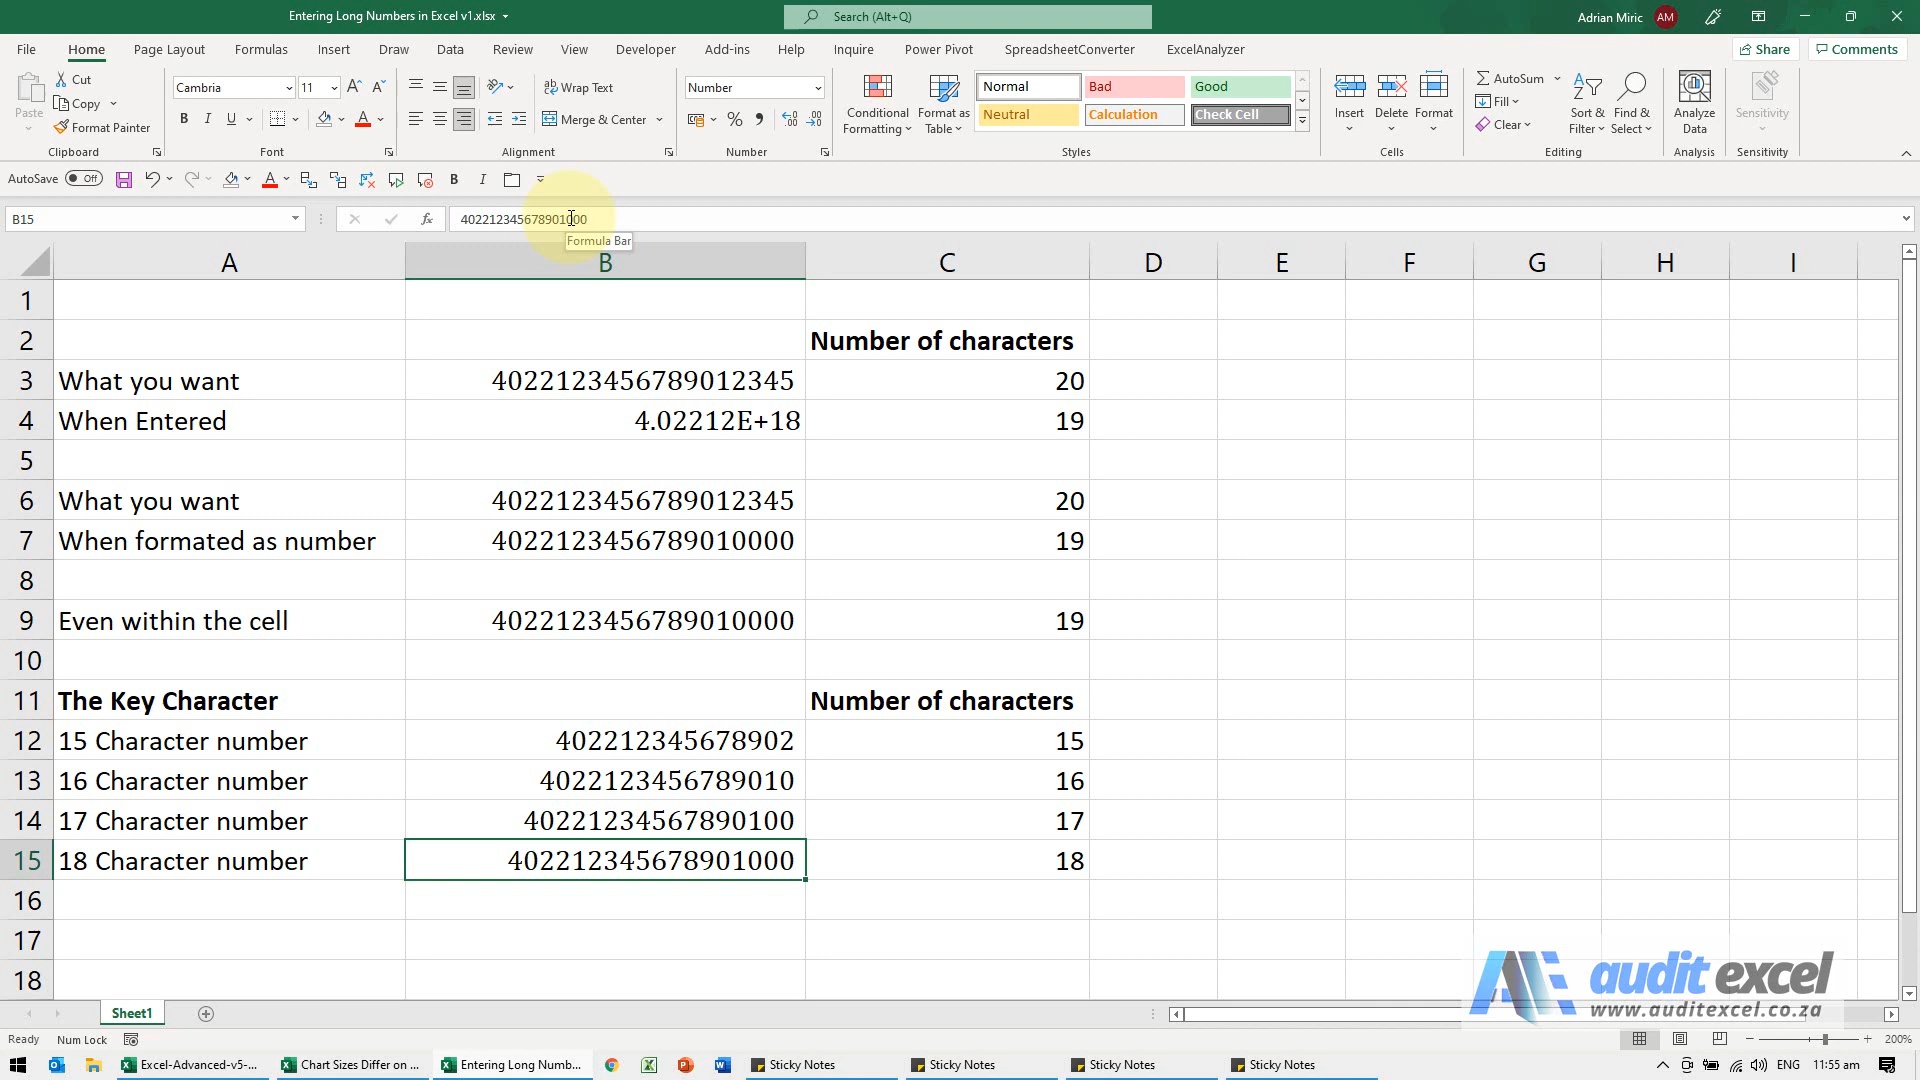 Entering Long Numbers in Excel v1.xlsx
Search (Alt+Q)
Adrian Miric AM
File Home Page Layout Formulas Insert Draw Data Review View Developer Add-ins Help Inquire Power Pivot SpreadsheetConverter ExcelAnalyzer Share Comments
Paste Cut Copy Format Painter
Cambria 11
B I U
Wrap Text
Merge & Center
Number
%
Conditional Formatting
Format as Table
Normal Bad Good
Neutral Calculation Check Cell
Insert Delete Format
AutoSum
Fill
Clear
Sort & Filter
Find & Select
Analyze Data
Sensitivity
Clipboard Font Alignment Number Styles Cells Editing Analysis Sensitivity
AutoSave Off B I
B15 fx 402212345678901000
Formula Bar
A B C D E F G H I
1
2 Number of characters
3 What you want 4022123456789012345 20
4 When Entered 4.02212E+18 19
5
6 What you want 4022123456789012345 20
7 When formated as number 4022123456789010000 19
8
9 Even within the cell 4022123456789010000 19
10
11 The Key Character Number of characters
12 15 Character number 402212345678902 15
13 16 Character number 4022123456789010 16
14 17 Character number 40221234567890100 17
15 18 Character number 402212345678901000 18
16
17
18
audit excel
www.auditexcel.co.za
Sheet1
Ready Num Lock 200%
Excel-Advanced-v5-... Chart Sizes Differ on ... Entering Long Numb... Sticky Notes Sticky Notes Sticky Notes Sticky Notes ENG 11:55 am